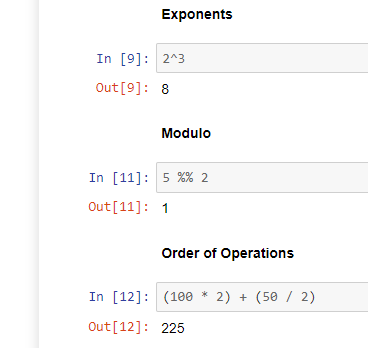 Exponents
In [9]: 2^3
Out[9]: 8
Modulo
In [11]: 5 %% 2
Out[11]: 1
Order of Operations
In [12]: (100 * 2) + (50 / 2)
Out[12]: 225